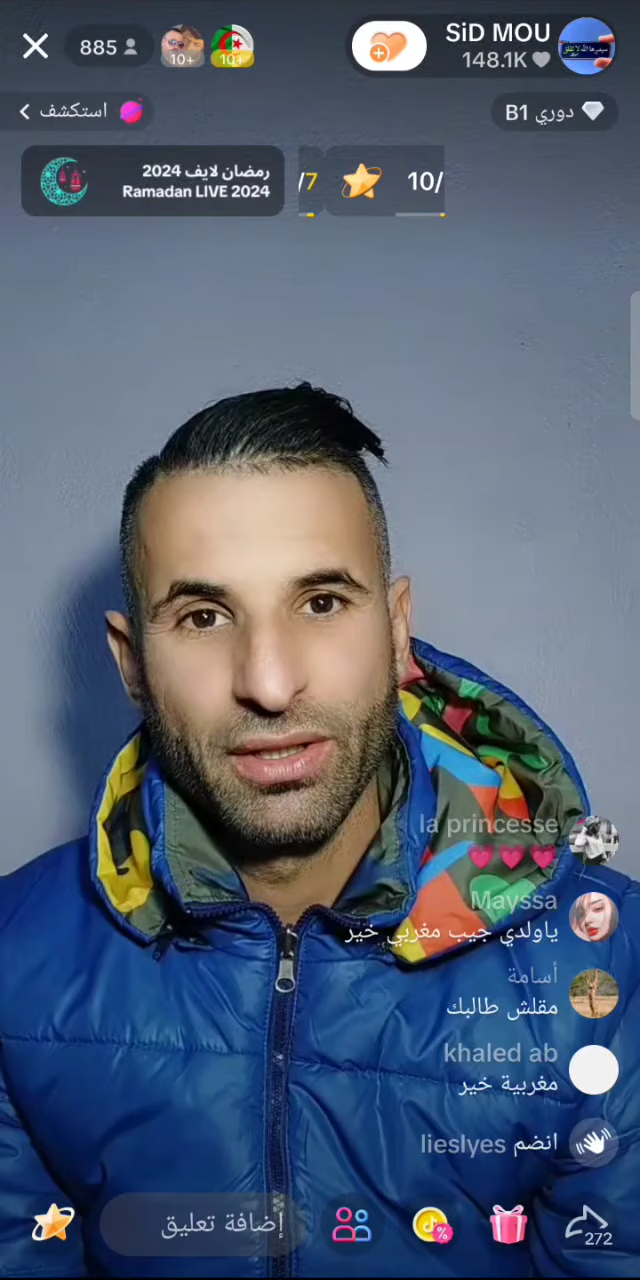 885
10+
10+
SiD MOU
148.1K
استكشف
دوري B1
رمضان لايف 2024
Ramadan LIVE 2024
/7
10/
la princesse
💗💗💗
Mayssa
ياولدي جيب مغربي خير
أسامة
مقلش طالبك
khaled ab
مغربية خير
lieslyes انضم
إضافة تعليق
%
272